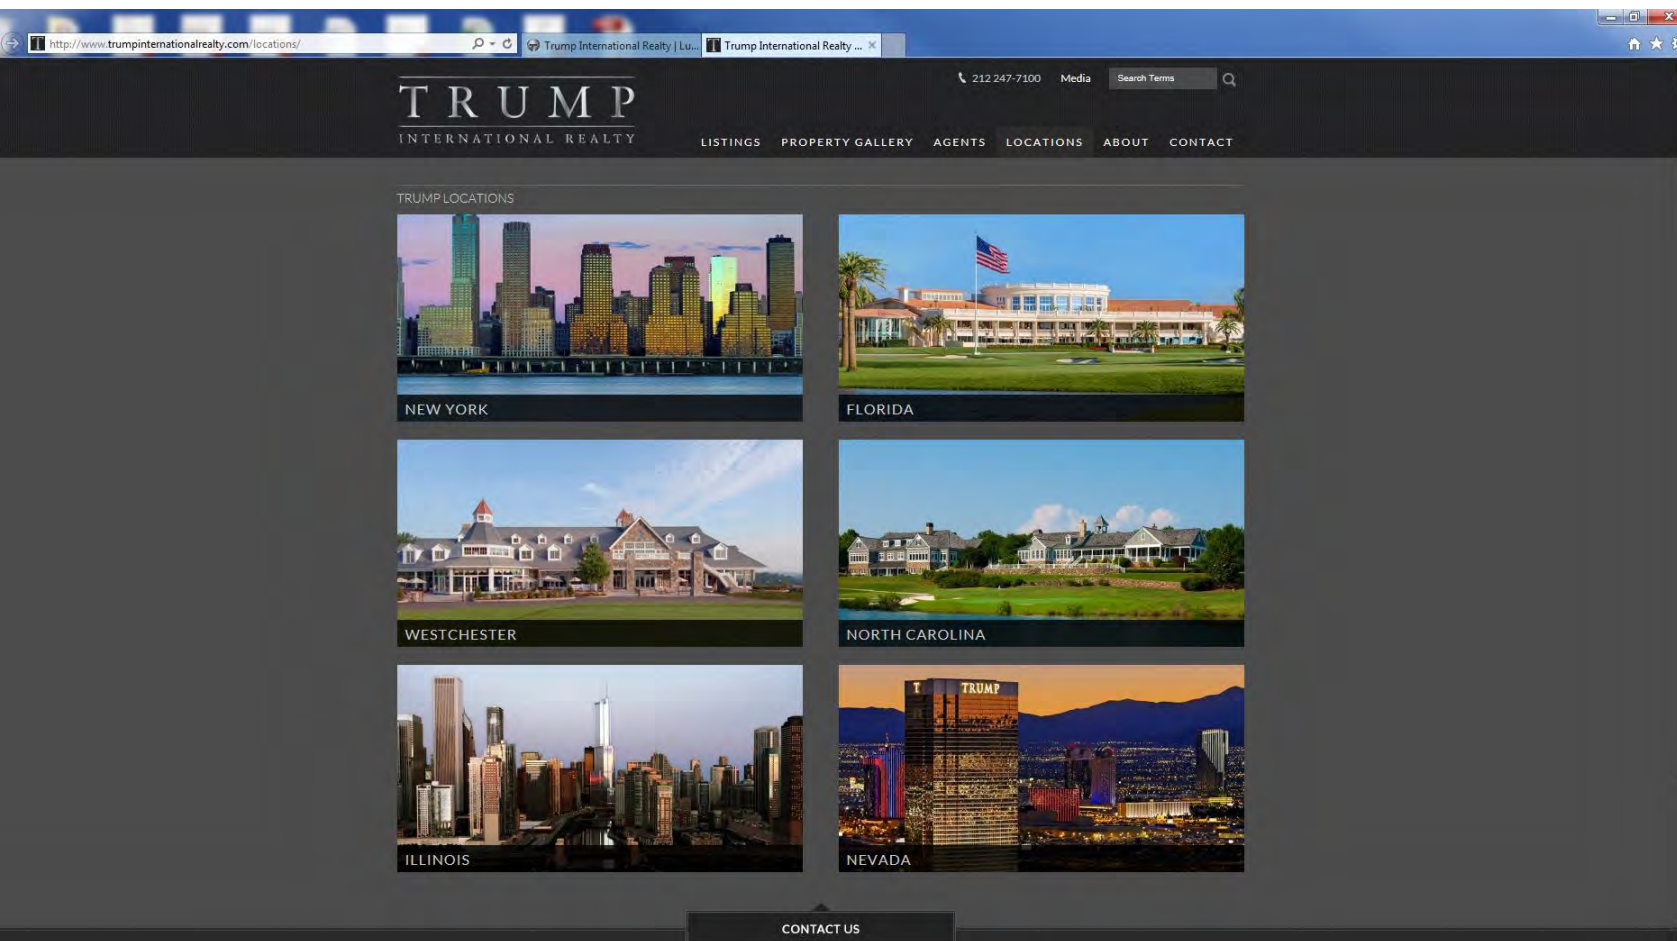 http://www.trumpinternationalrealty.com/locations/
Trump International Realty | Lu...
Trump International Realty ...
212 247-7100 Media Search Terms
TRUMP
INTERNATIONAL REALTY
LISTINGS PROPERTY GALLERY AGENTS LOCATIONS ABOUT CONTACT
TRUMP LOCATIONS
NEW YORK
FLORIDA
WESTCHESTER
NORTH CAROLINA
T TRUMP
ILLINOIS
NEVADA
CONTACT US